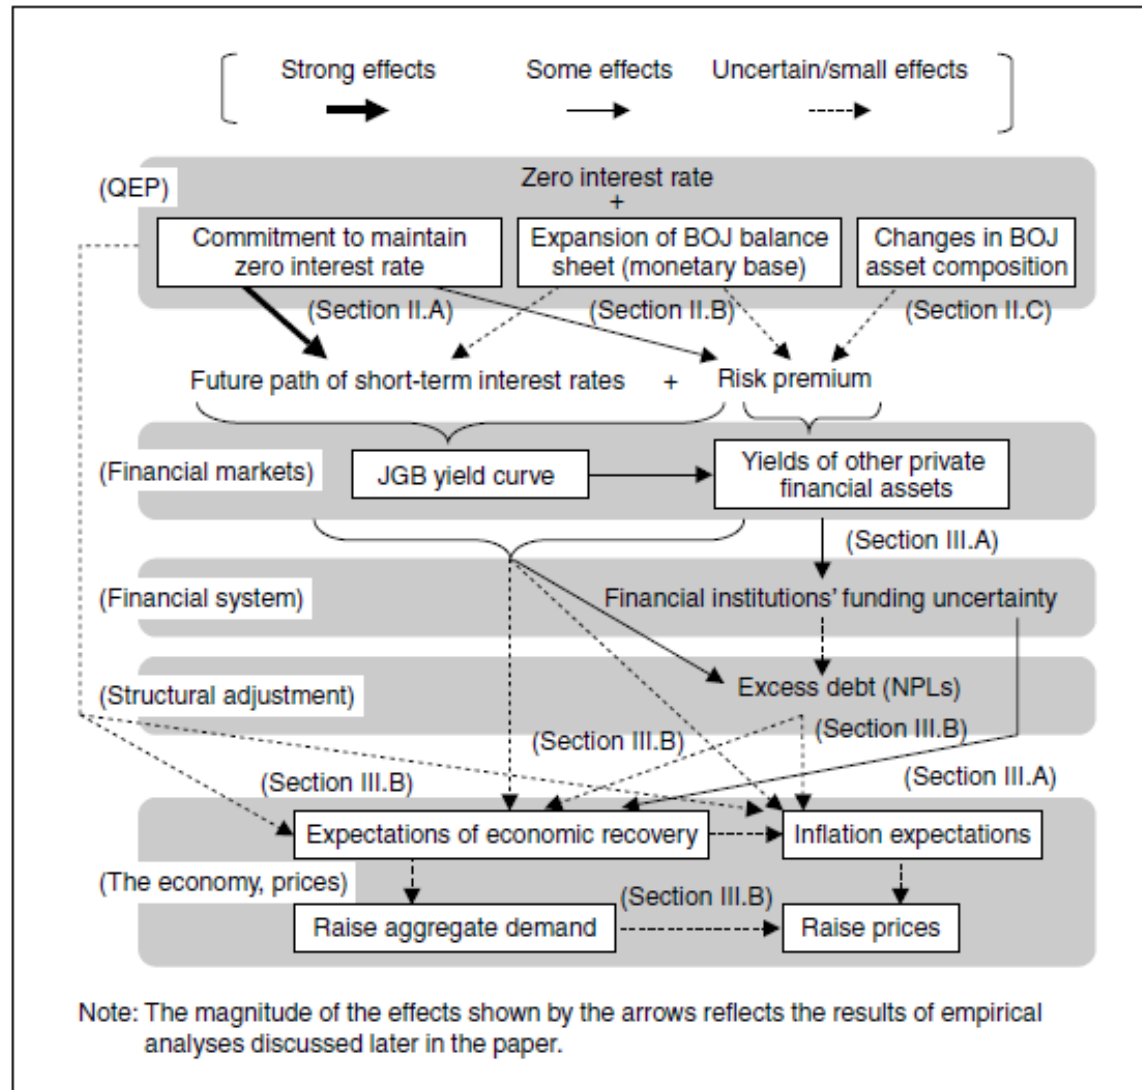 Strong effects
Some effects
Uncertain/small effects
(QEP)
Zero interest rate
+
Commitment to maintain
zero interest rate
Expansion of BOJ balance
sheet (monetary base)
Changes in BOJ
asset composition
(Section II.A)
(Section II.B)
(Section II.C)
Future path of short-term interest rates
+
Risk premium
(Financial markets)
JGB yield curve
Yields of other private
financial assets
(Section III.A)
(Financial system)
Financial institutions' funding uncertainty
(Structural adjustment)
Excess debt (NPLs)
(Section III.B)
(Section III.B)
(Section III.B)
(Section III.A)
Expectations of economic recovery
Inflation expectations
(The economy, prices)
(Section III.B)
Raise aggregate demand
Raise prices
Note: The magnitude of the effects shown by the arrows reflects the results of empirical
analyses discussed later in the paper.